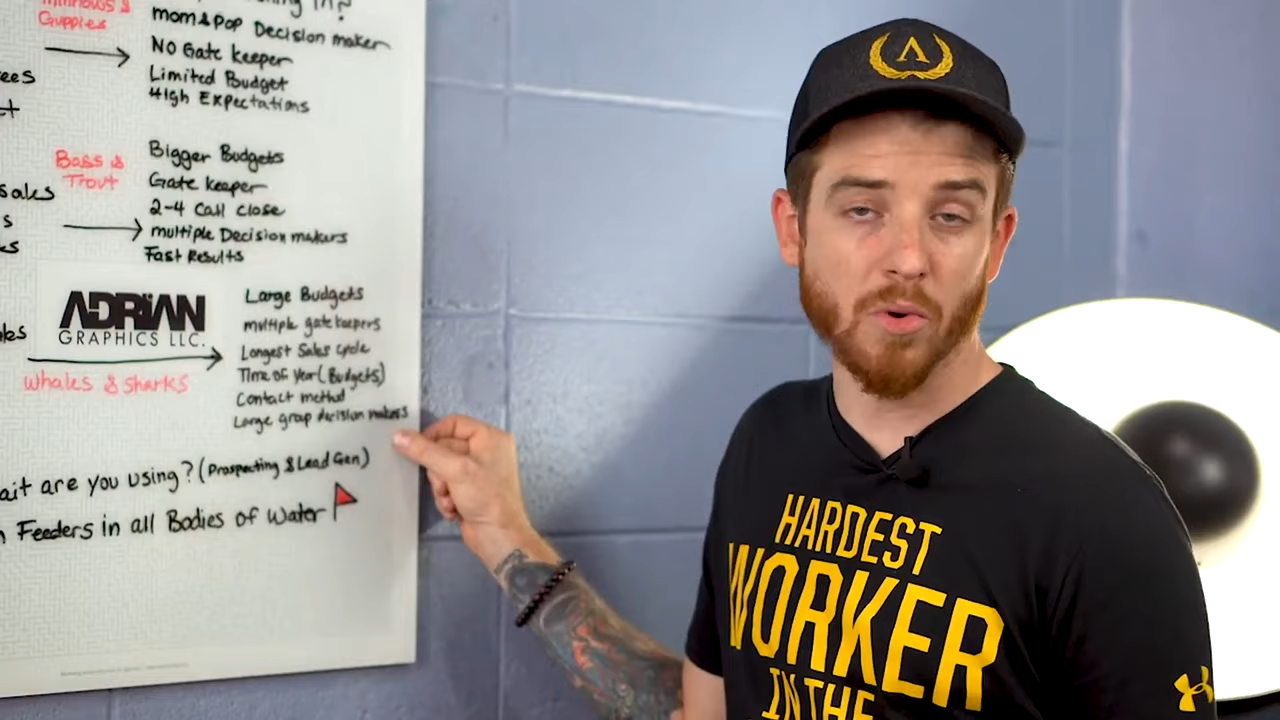 Guppies
mom & pop Decision maker
No Gate keeper
Limited Budget
High Expectations
Bass &
Trout
Bigger Budgets
Gate keeper
2-4 Call close
multiple Decision makers
Fast Results
ADRIAN
GRAPHICS LLC.
Whales & Sharks
Large Budgets
multiple gatekeepers
Longest Sales cycle
Time of year (Budgets)
Contact method
Large group decision makers
are you using? (Prospecting & Lead Gen)
Feeders in all Bodies of Water
HARDEST
WORKER
IN THE